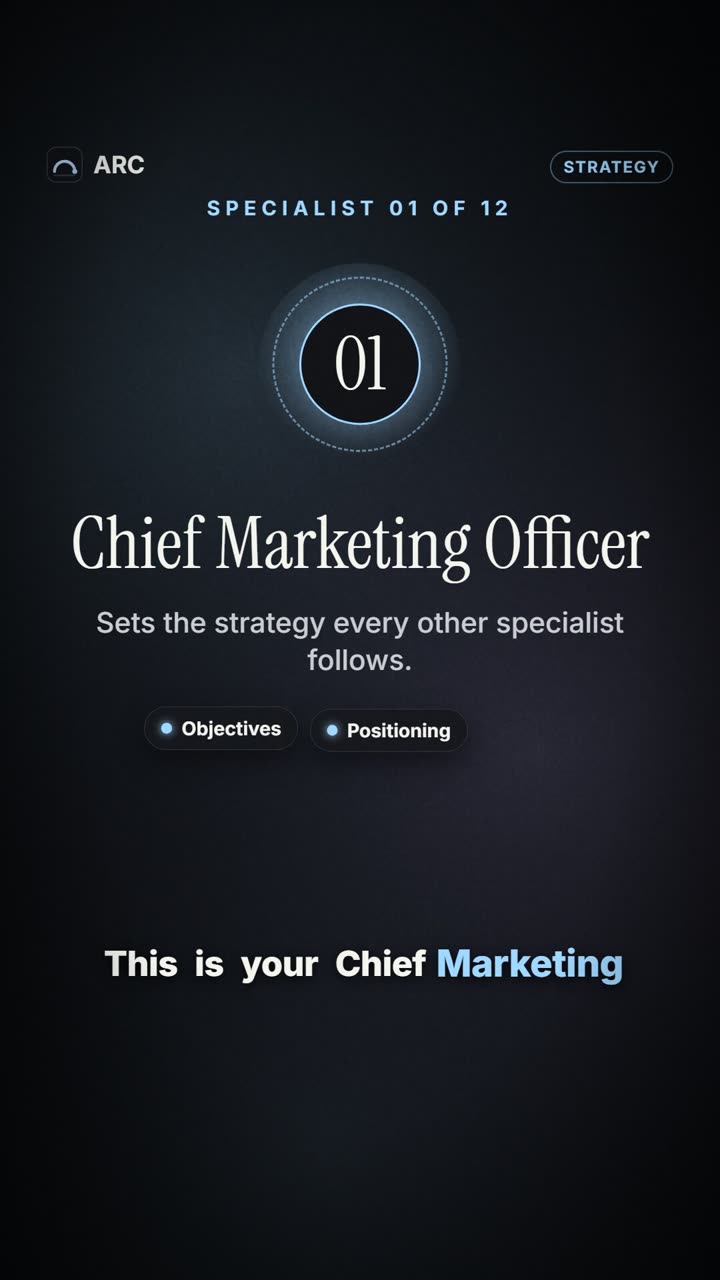 ARC
STRATEGY
SPECIALIST 01 OF 12
01
Chief Marketing Officer
Sets the strategy every other specialist
follows.
Objectives
Positioning
This is your Chief Marketing